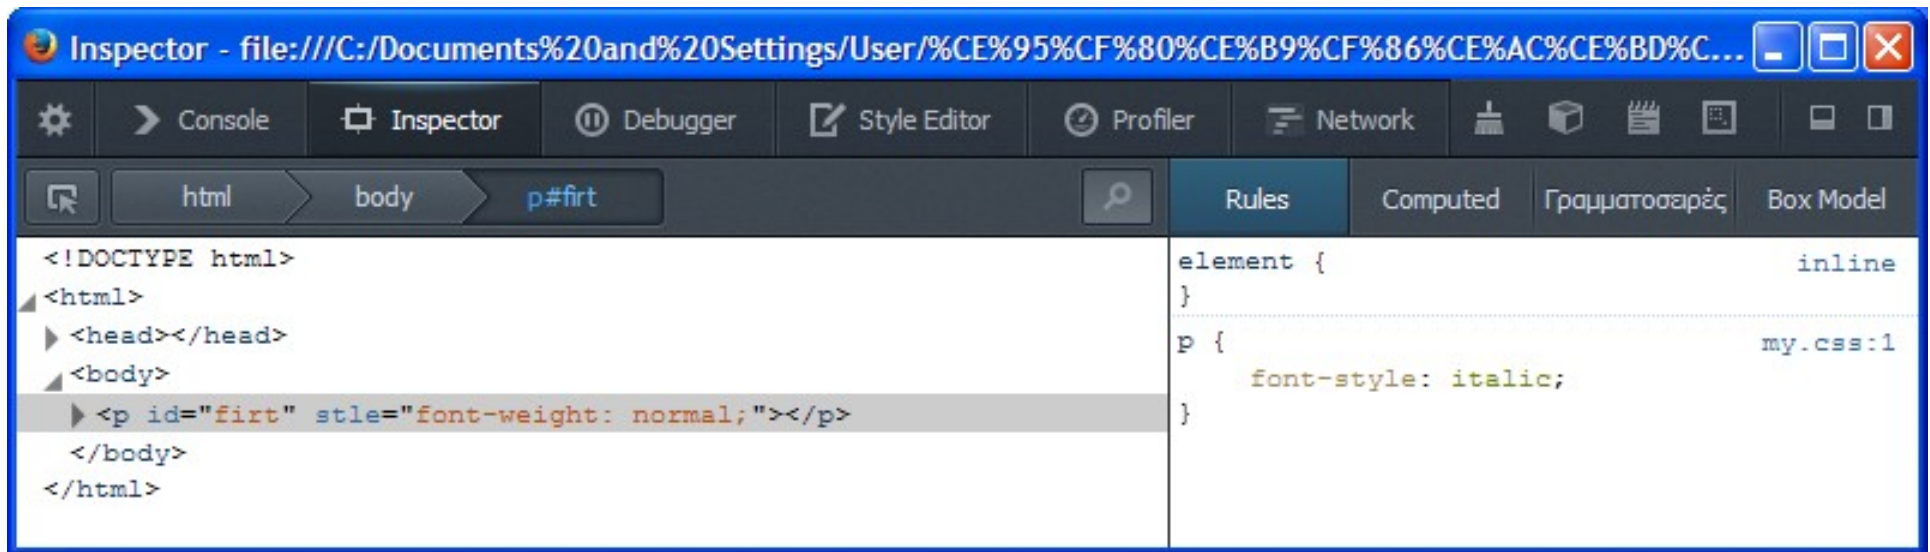 Inspector - file:///C:/Documents%20and%20Settings/User/%CE%95%CF%80%CE%B9%CF%86%CE%AC%CE%BD%C...
Console Inspector Debugger Style Editor Profiler Network
html body p#firt Rules Computed Γραμματοσειρές Box Model
<!DOCTYPE html>
<html>
<head></head>
<body>
<p id="firt" stle="font-weight: normal;"></p>
</body>
</html>
element { inline
}
p { my.css:1
font-style: italic;
}